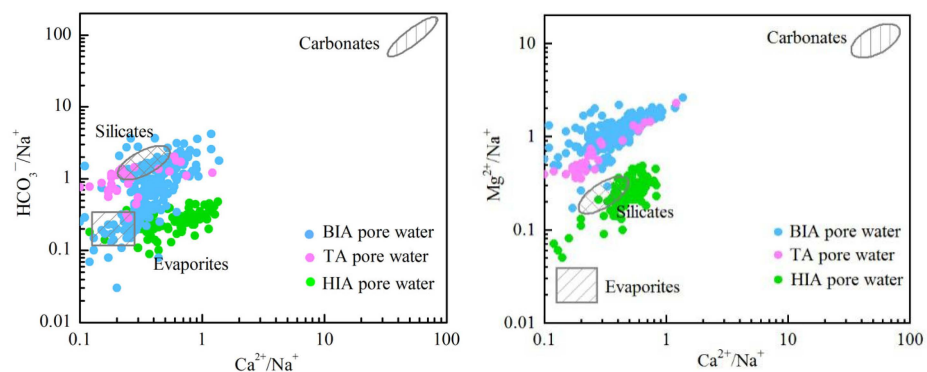 100
10
1
0.1
0.01
HCO₃⁻/Na⁺
Carbonates
Silicates
Evaporites
BIA pore water
TA pore water
HIA pore water
0.1
1
10
100
Ca²⁺/Na⁺
10
1
0.1
0.01
Mg²⁺/Na⁺
Carbonates
Silicates
BIA pore water
TA pore water
Evaporites
HIA pore water
0.1
1
10
100
Ca²⁺/Na⁺